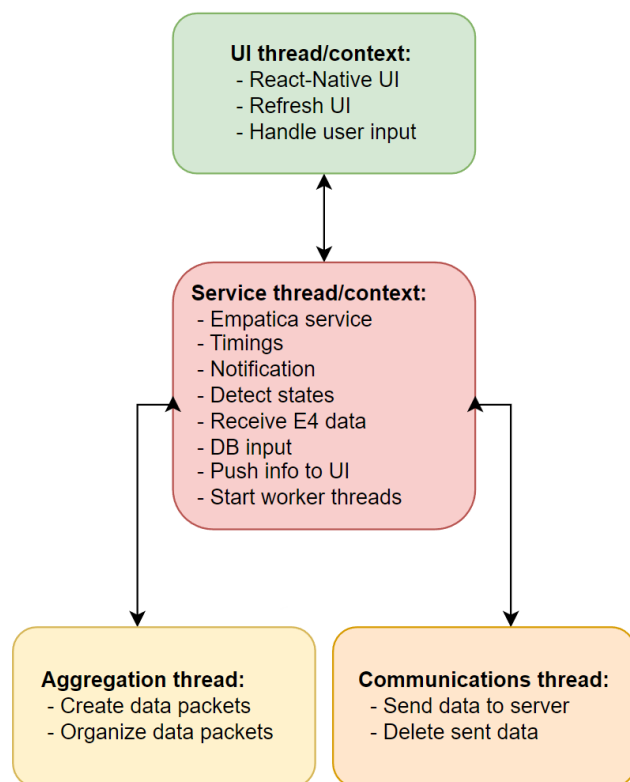 UI thread/context:
- React-Native UI
- Refresh UI
- Handle user input
Service thread/context:
- Empatica service
- Timings
- Notification
- Detect states
- Receive E4 data
- DB input
- Push info to UI
- Start worker threads
Aggregation thread:
- Create data packets
- Organize data packets
Communications thread:
- Send data to server
- Delete sent data